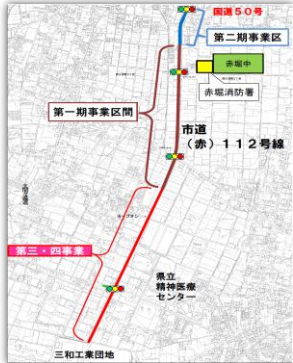 国道50号
第二期事業区
赤堀中
赤堀消防署
第一期事業区間
市道
(赤)112号線
第三・四事業
県立
精神医療
センター
三和工業団地